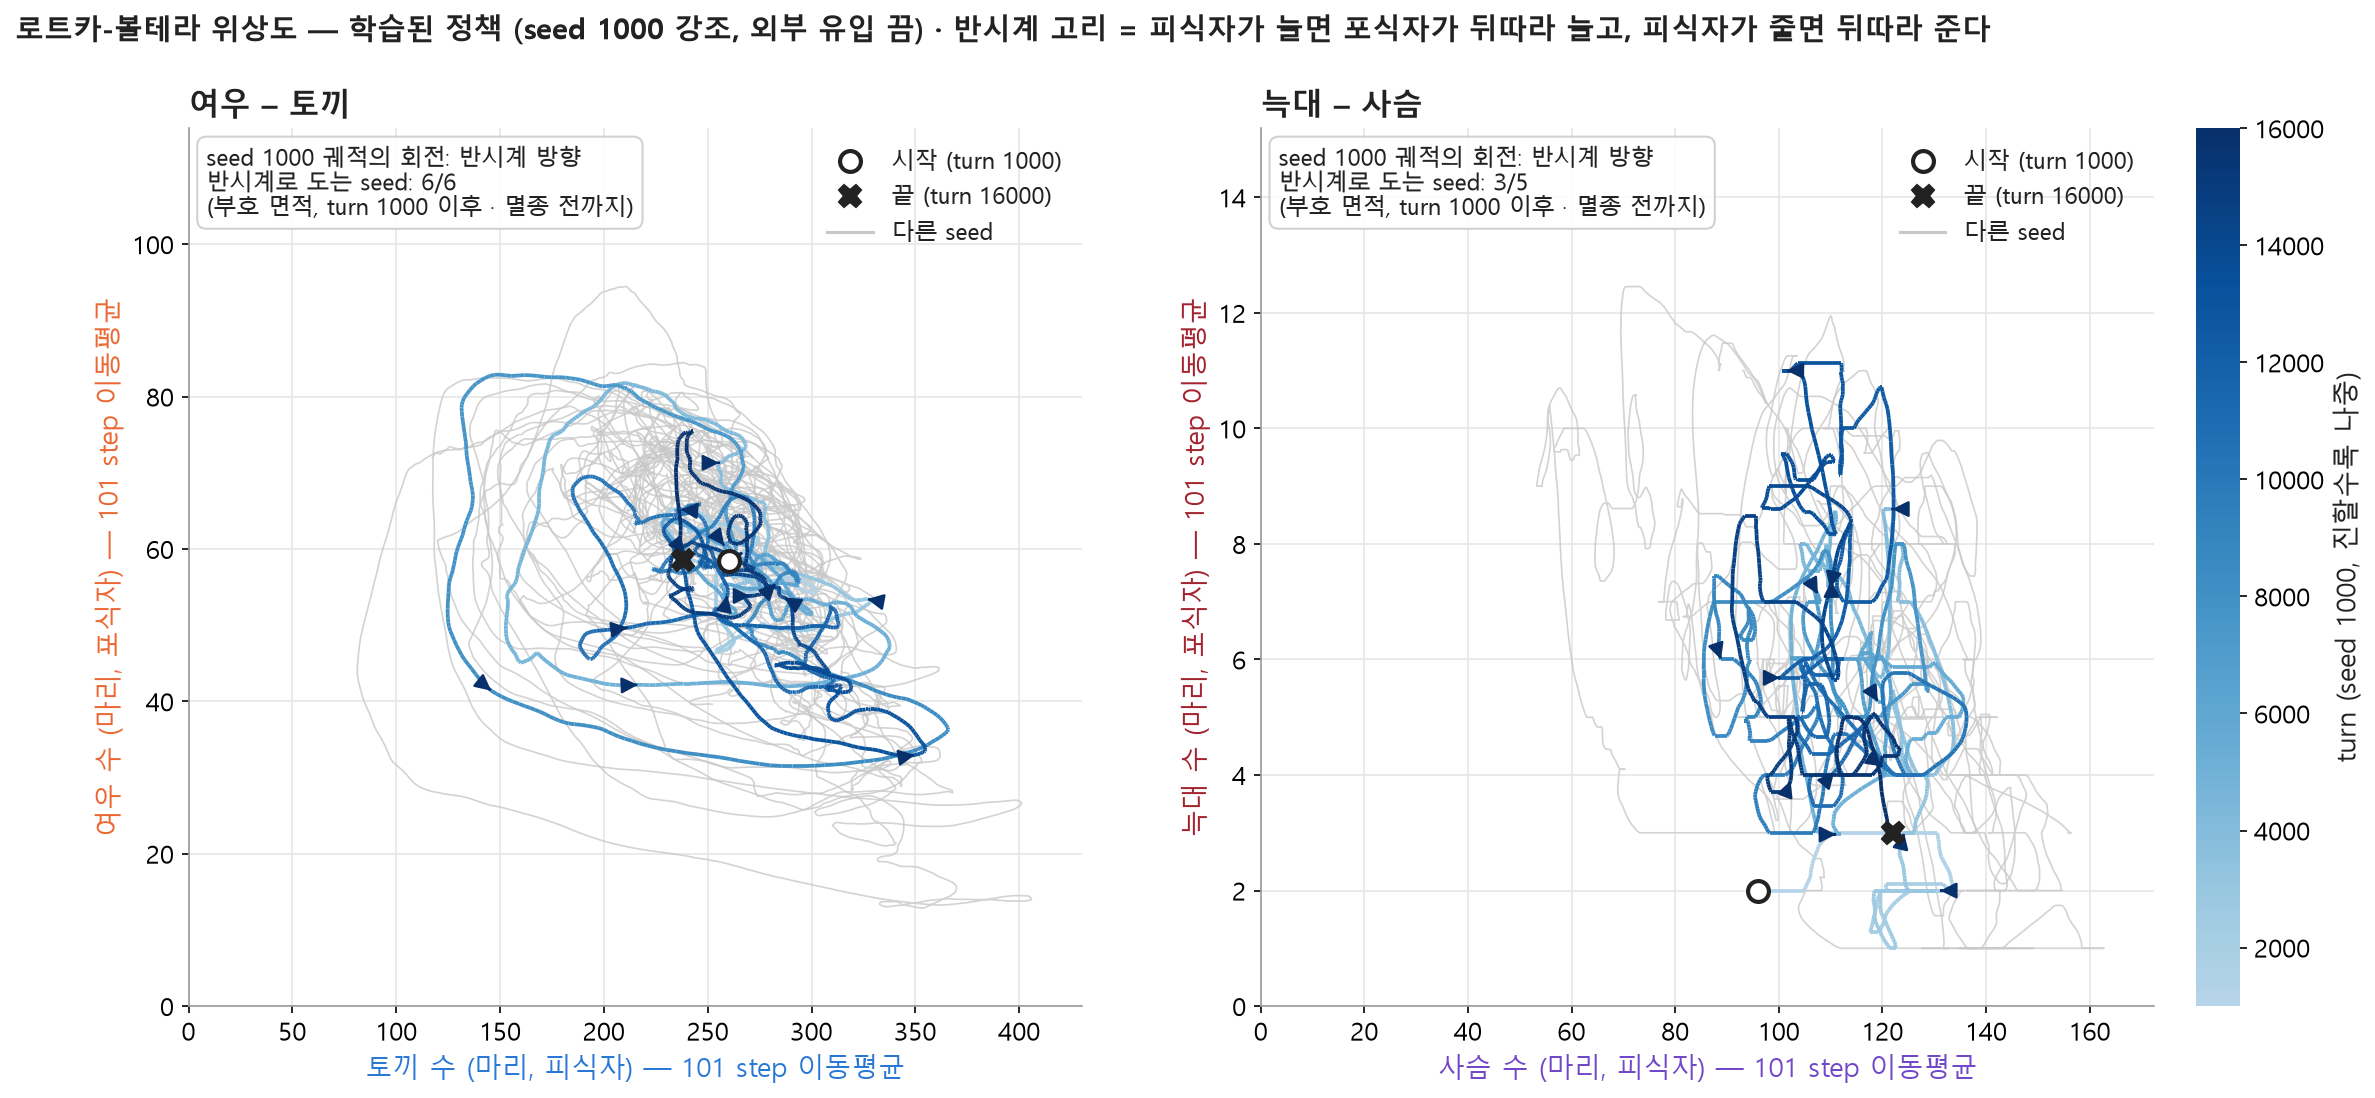 로트카-볼테라 위상도 — 학습된 정책 (seed 1000 강조, 외부 유입 끔) · 반시계 고리 = 피식자가 늘면 포식자가 뒤따라 늘고, 피식자가 줄면 뒤따라 준다
여우 – 토끼
seed 1000 궤적의 회전: 반시계 방향
반시계로 도는 seed: 6/6
(부호 면적, turn 1000 이후 · 멸종 전까지)
시작 (turn 1000)
끝 (turn 16000)
다른 seed
100
80
60
40
20
0
0 50 100 150 200 250 300 350 400
여우 수 (마리, 포식자) — 101 step 이동평균
토끼 수 (마리, 피식자) — 101 step 이동평균
늑대 – 사슴
seed 1000 궤적의 회전: 반시계 방향
반시계로 도는 seed: 3/5
(부호 면적, turn 1000 이후 · 멸종 전까지)
시작 (turn 1000)
끝 (turn 16000)
다른 seed
14
12
10
8
6
4
2
0
0 20 40 60 80 100 120 140 160
늑대 수 (마리, 포식자) — 101 step 이동평균
사슴 수 (마리, 피식자) — 101 step 이동평균
16000
14000
12000
10000
8000
6000
4000
2000
turn (seed 1000, 진할수록 나중)